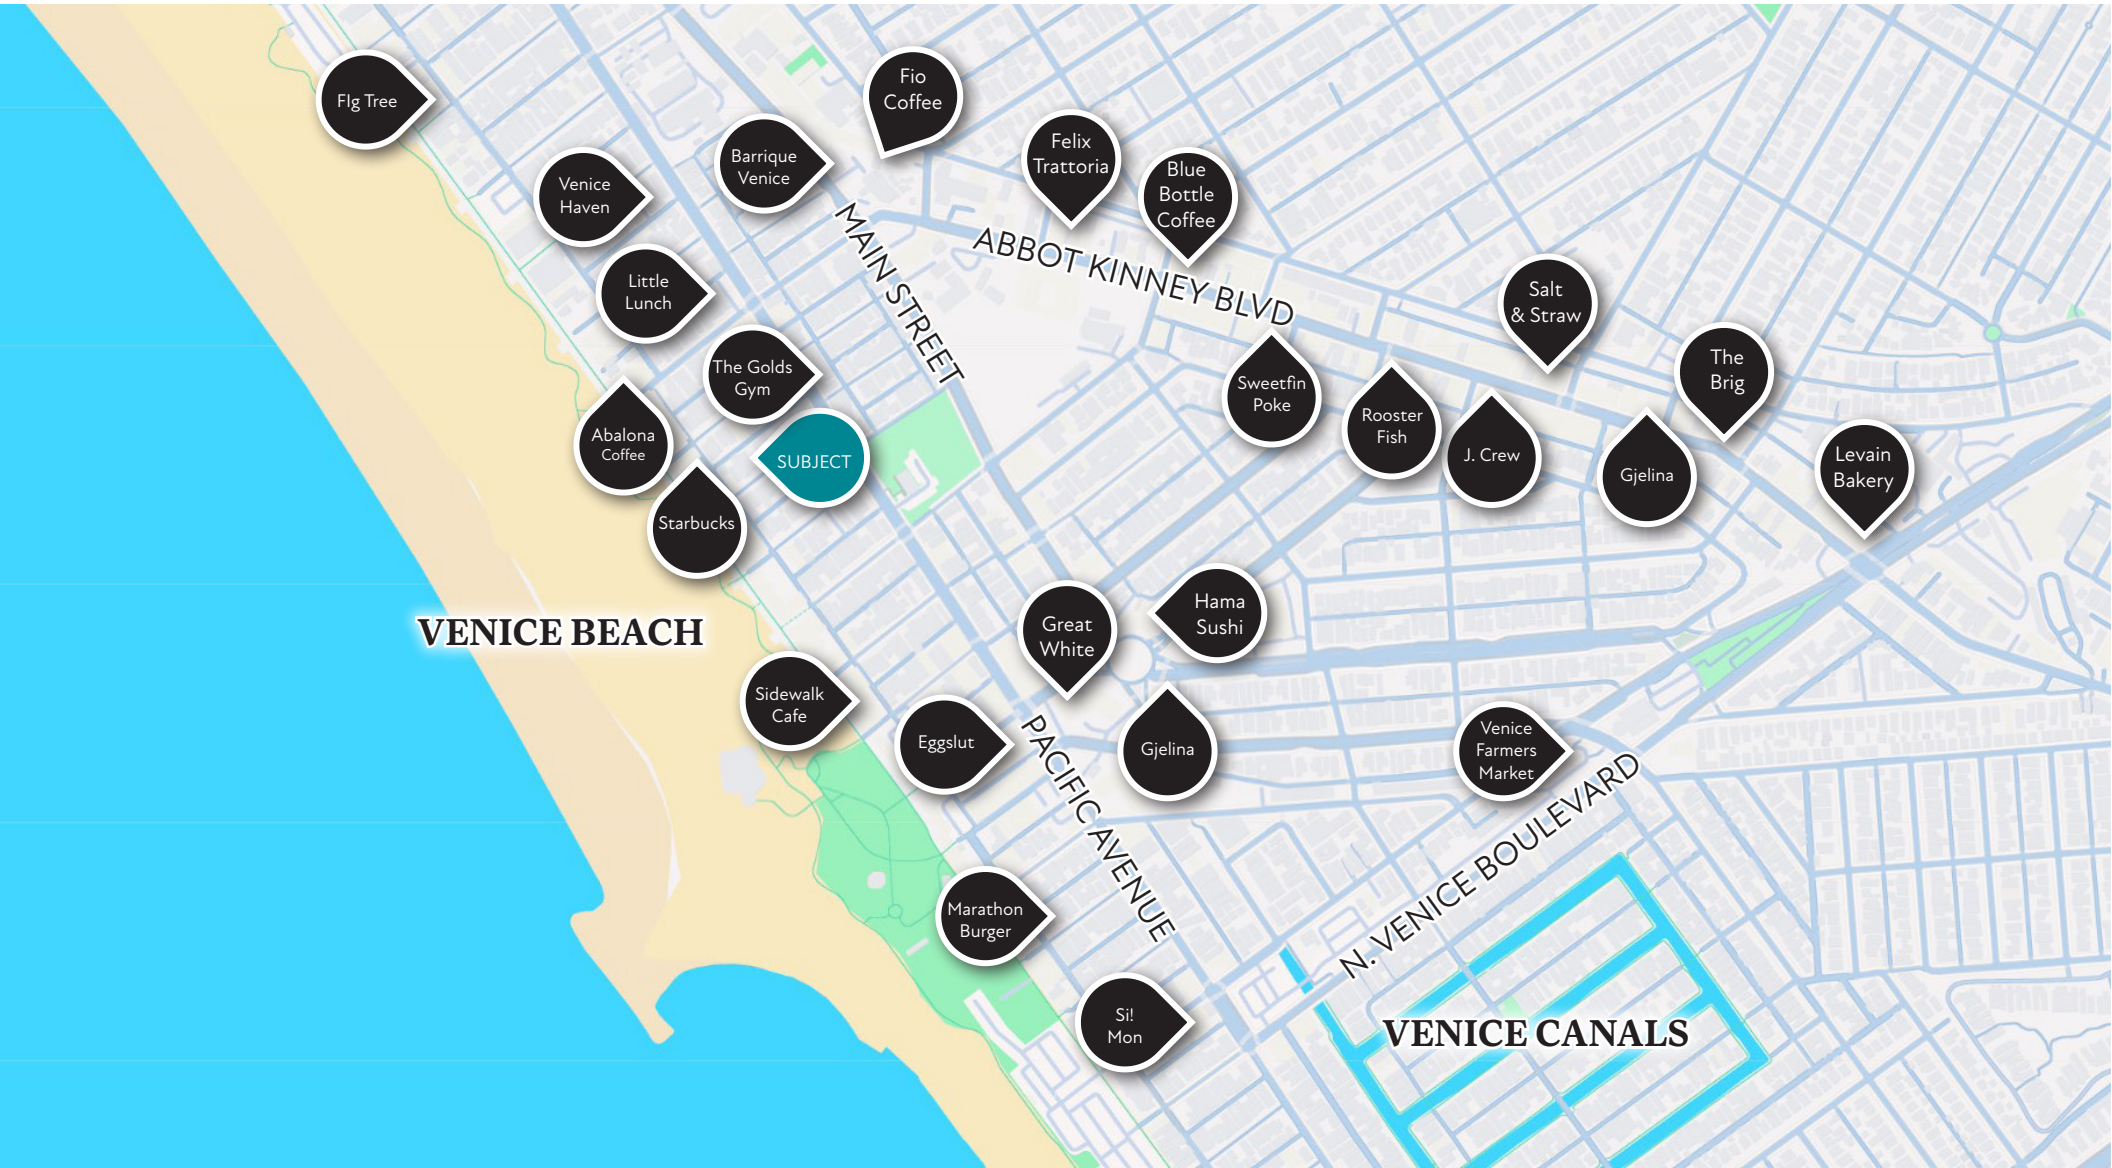 Fio
Coffee
FIg Tree
Felix
Trattoria
Barrique
Venice
Blue
Bottle
Coffee
Venice
Haven
MAIN STREET
ABBOT KINNEY BLVD
Little
Lunch
Salt
& Straw
The Golds
Gym
The
Brig
Sweetfin
Poke
Rooster
Fish
Abalona
Coffee
SUBJECT
J. Crew
Gjelina
Levain
Bakery
Starbucks
VENICE BEACH
Great
White
Hama
Sushi
Sidewalk
Cafe
Eggslut
PACIFIC AVENUE
Gjelina
Venice
Farmers
Market
N. VENICE BOULEVARD
Marathon
Burger
Si!
Mon
VENICE CANALS